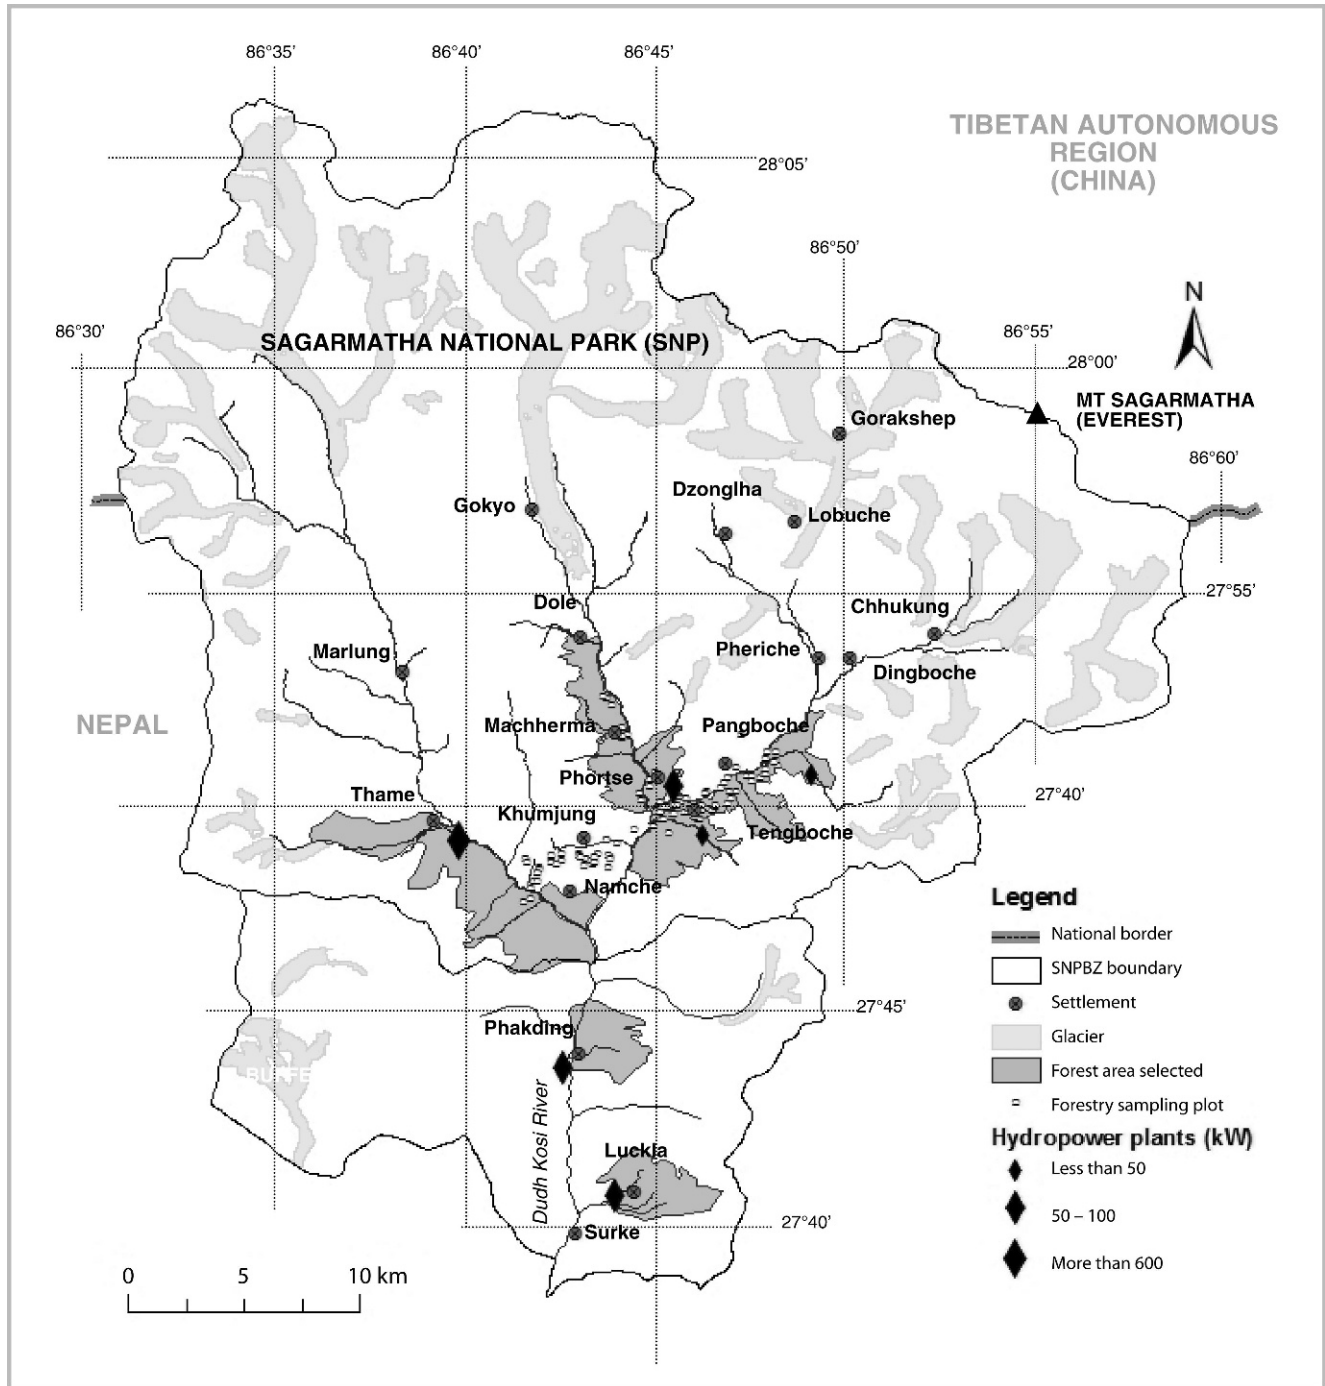 86°35’ 86°40’ 86°45’
TIBETAN AUTONOMOUS
REGION
(CHINA)
28°05’
86°50’
N
86°30’
86°55’
SAGARMATHA NATIONAL PARK (SNP)
28°00’
MT SAGARMATHA
(EVEREST)
Gorakshep
86°60’
Dzonglha
Gokyo
Lobuche
27°55’
Dole
Chhukung
Marlung
Pheriche
Dingboche
NEPAL
Machherma
Pangboche
Phortse
Thame
27°40’
Khumjung
Tengboche
Namche
Legend
National border
SNPBZ boundary
Settlement
Glacier
Forest area selected
Forestry sampling plot
Hydropower plants (kW)
Less than 50
50 – 100
More than 600
27°45’
Phakding
BUFFE
Dudh Kosi River
Luckla
27°40’
Surke
0 5 10 km